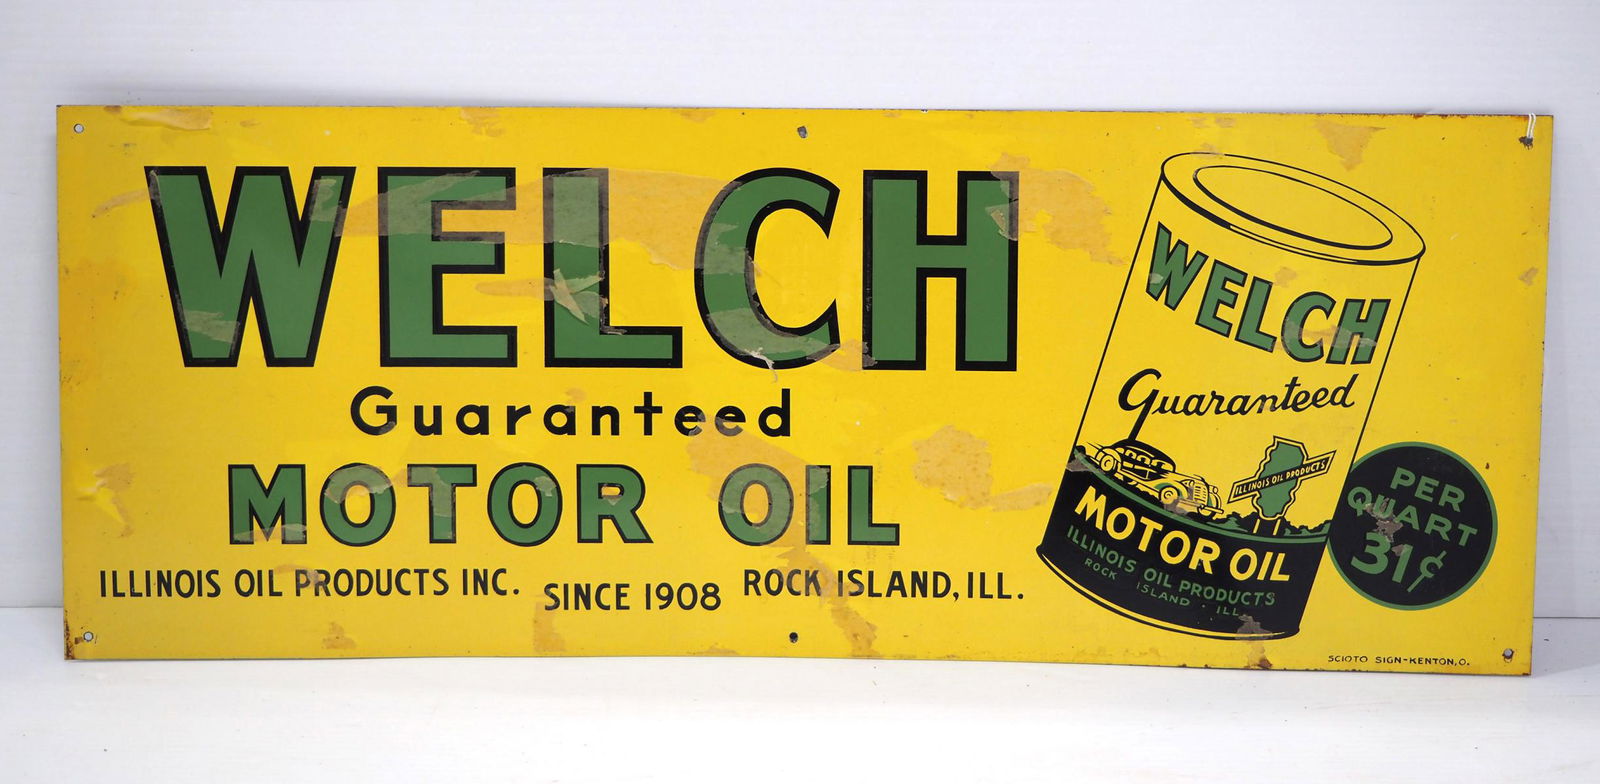 WELCH
Guaranteed
MOTOR OIL
ILLINOIS OIL PRODUCTS INC. SINCE 1908 ROCK ISLAND, ILL.
WELCH
Guaranteed
ILLINOIS OIL PRODUCTS
MOTOR OIL
ILLINOIS OIL PRODUCTS
ROCK ISLAND ILL.
PER
QUART
31¢
SCIOTO SIGN-KENTON, O.